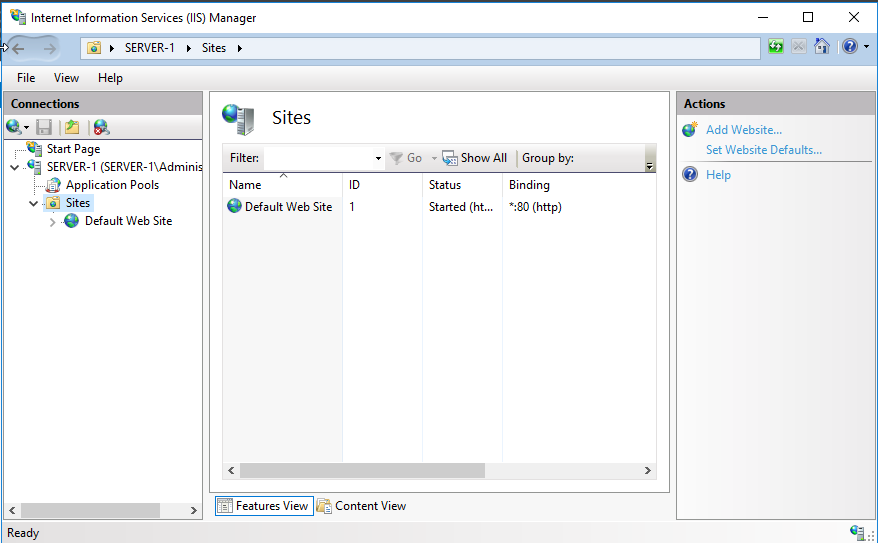 Internet Information Services (IIS) Manager
SERVER-1 Sites
File View Help
Connections
Start Page
SERVER-1 (SERVER-1\Adminis
Application Pools
Sites
Default Web Site
Sites
Filter: Go Show All Group by:
Name ID Status Binding
Default Web Site 1 Started (ht... *:80 (http)
Features View Content View
Actions
Add Website...
Set Website Defaults...
Help
Ready